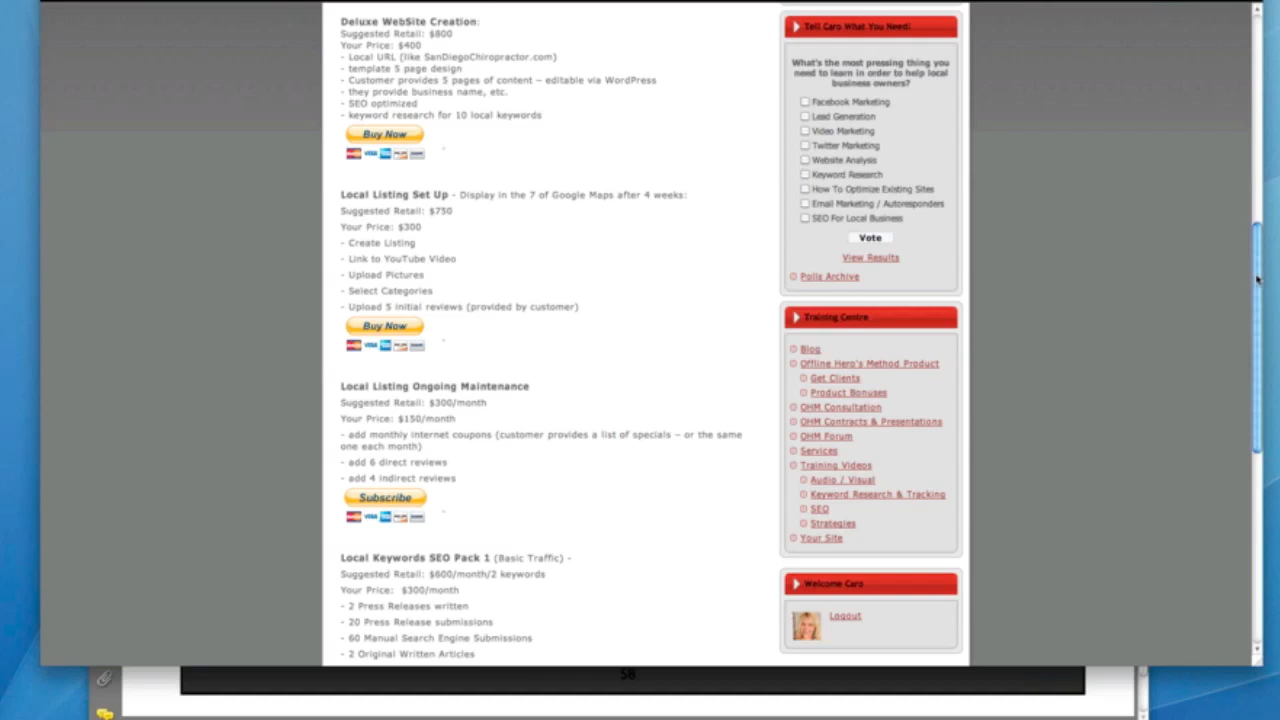 Deluxe WebSite Creation:
Suggested Retail: $800
Your Price: $400
- Local URL (like SanDiegoChiropractor.com)
- template 5 page design
- Customer provides 5 pages of content – editable via WordPress
- they provide business name, etc.
- SEO optimized
- keyword research for 10 local keywords
Buy Now
Local Listing Set Up - Display in the 7 of Google Maps after 4 weeks:
Suggested Retail: $750
Your Price: $300
- Create Listing
- Link to YouTube Video
- Upload Pictures
- Select Categories
- Upload 5 initial reviews (provided by customer)
Buy Now
Local Listing Ongoing Maintenance
Suggested Retail: $300/month
Your Price: $150/month
- add monthly internet coupons (customer provides a list of specials – or the same
one each month)
- add 6 direct reviews
- add 4 indirect reviews
Subscribe
Local Keywords SEO Pack 1 (Basic Traffic) -
Suggested Retail: $600/month/2 keywords
Your Price: $300/month
- 2 Press Releases written
- 20 Press Release submissions
- 60 Manual Search Engine Submissions
- 2 Original Written Articles
Tell Caro What You Need!
What's the most pressing thing you
need to learn in order to help local
business owners?
Facebook Marketing
Lead Generation
Video Marketing
Twitter Marketing
Website Analysis
Keyword Research
How To Optimize Existing Sites
Email Marketing / Autoresponders
SEO For Local Business
Vote
View Results
Polls Archive
Training Centre
Blog
Offline Hero's Method Product
Get Clients
Product Bonuses
OHM Consultation
OHM Contracts & Presentations
OHM Forum
Services
Training Videos
Audio / Visual
Keyword Research & Tracking
SEO
Strategies
Your Site
Welcome Caro
Logout
58